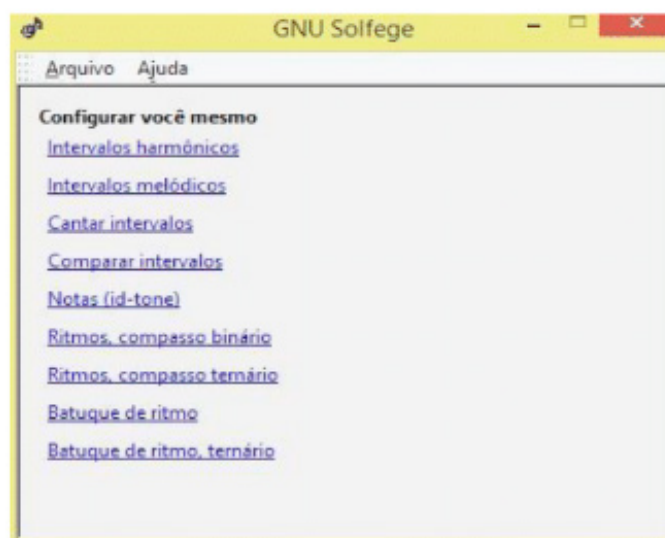 GNU Solfege
Arquivo Ajuda
Configurar você mesmo
Intervalos harmônicos
Intervalos melódicos
Cantar intervalos
Comparar intervalos
Notas (id-tone)
Ritmos, compasso binário
Ritmos, compasso ternário
Batuque de ritmo
Batuque de ritmo, ternário